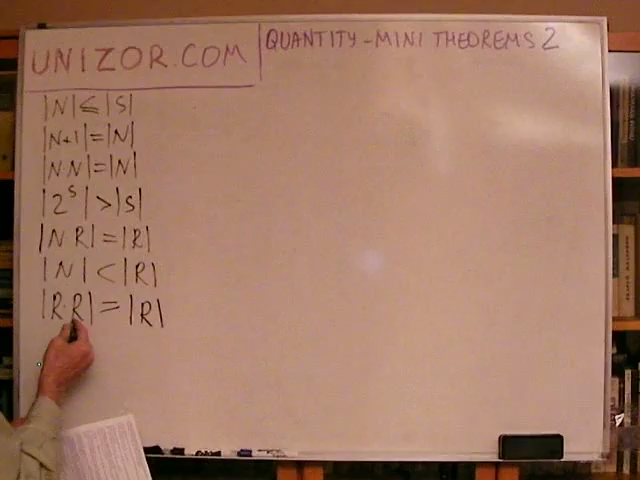 UNIZOR.COM
QUANTITY - MINI THEOREMS 2
|N| ≤ |S|
|N+1| = |N|
|N·N| = |N|
|2^S| > |S|
|N R| = |R|
|N| < |R|
|R·R| = |R|